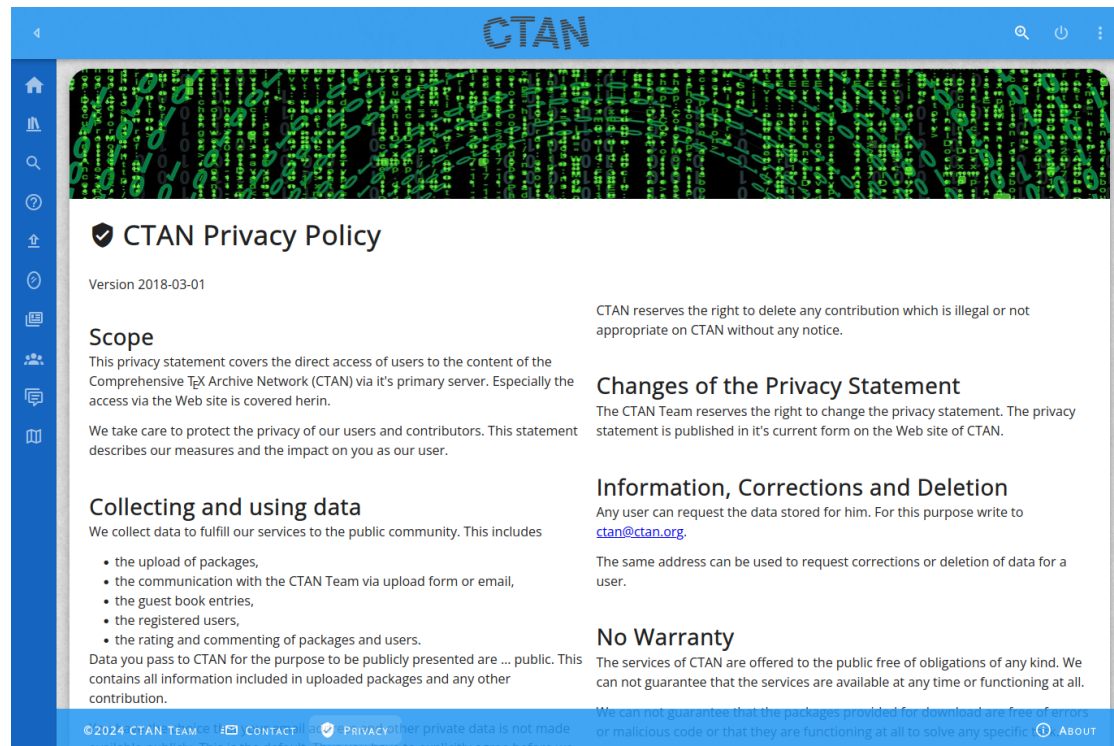 CTAN
CTAN Privacy Policy
Version 2018-03-01
Scope
This privacy statement covers the direct access of users to the content of the
Comprehensive TEX Archive Network (CTAN) via it's primary server. Especially the
access via the Web site is covered herin.
We take care to protect the privacy of our users and contributors. This statement
describes our measures and the impact on you as our user.
Collecting and using data
We collect data to fulfill our services to the public community. This includes
• the upload of packages,
• the communication with the CTAN Team via upload form or email,
• the guest book entries,
• the registered users,
• the rating and commenting of packages and users.
Data you pass to CTAN for the purpose to be publicly presented are ... public. This
contains all information included in uploaded packages and any other
contribution.
CTAN reserves the right to delete any contribution which is illegal or not
appropriate on CTAN without any notice.
Changes of the Privacy Statement
The CTAN Team reserves the right to change the privacy statement. The privacy
statement is published in it's current form on the Web site of CTAN.
Information, Corrections and Deletion
Any user can request the data stored for him. For this purpose write to
ctan@ctan.org.
The same address can be used to request corrections or deletion of data for a
user.
No Warranty
The services of CTAN are offered to the public free of obligations of any kind. We
can not guarantee that the services are available at any time or functioning at all.
We can not guarantee that the packages provided for download are free of errors
or malicious code or that they are functioning at all to solve any specific
©2024 CTAN Team Contact Privacy About